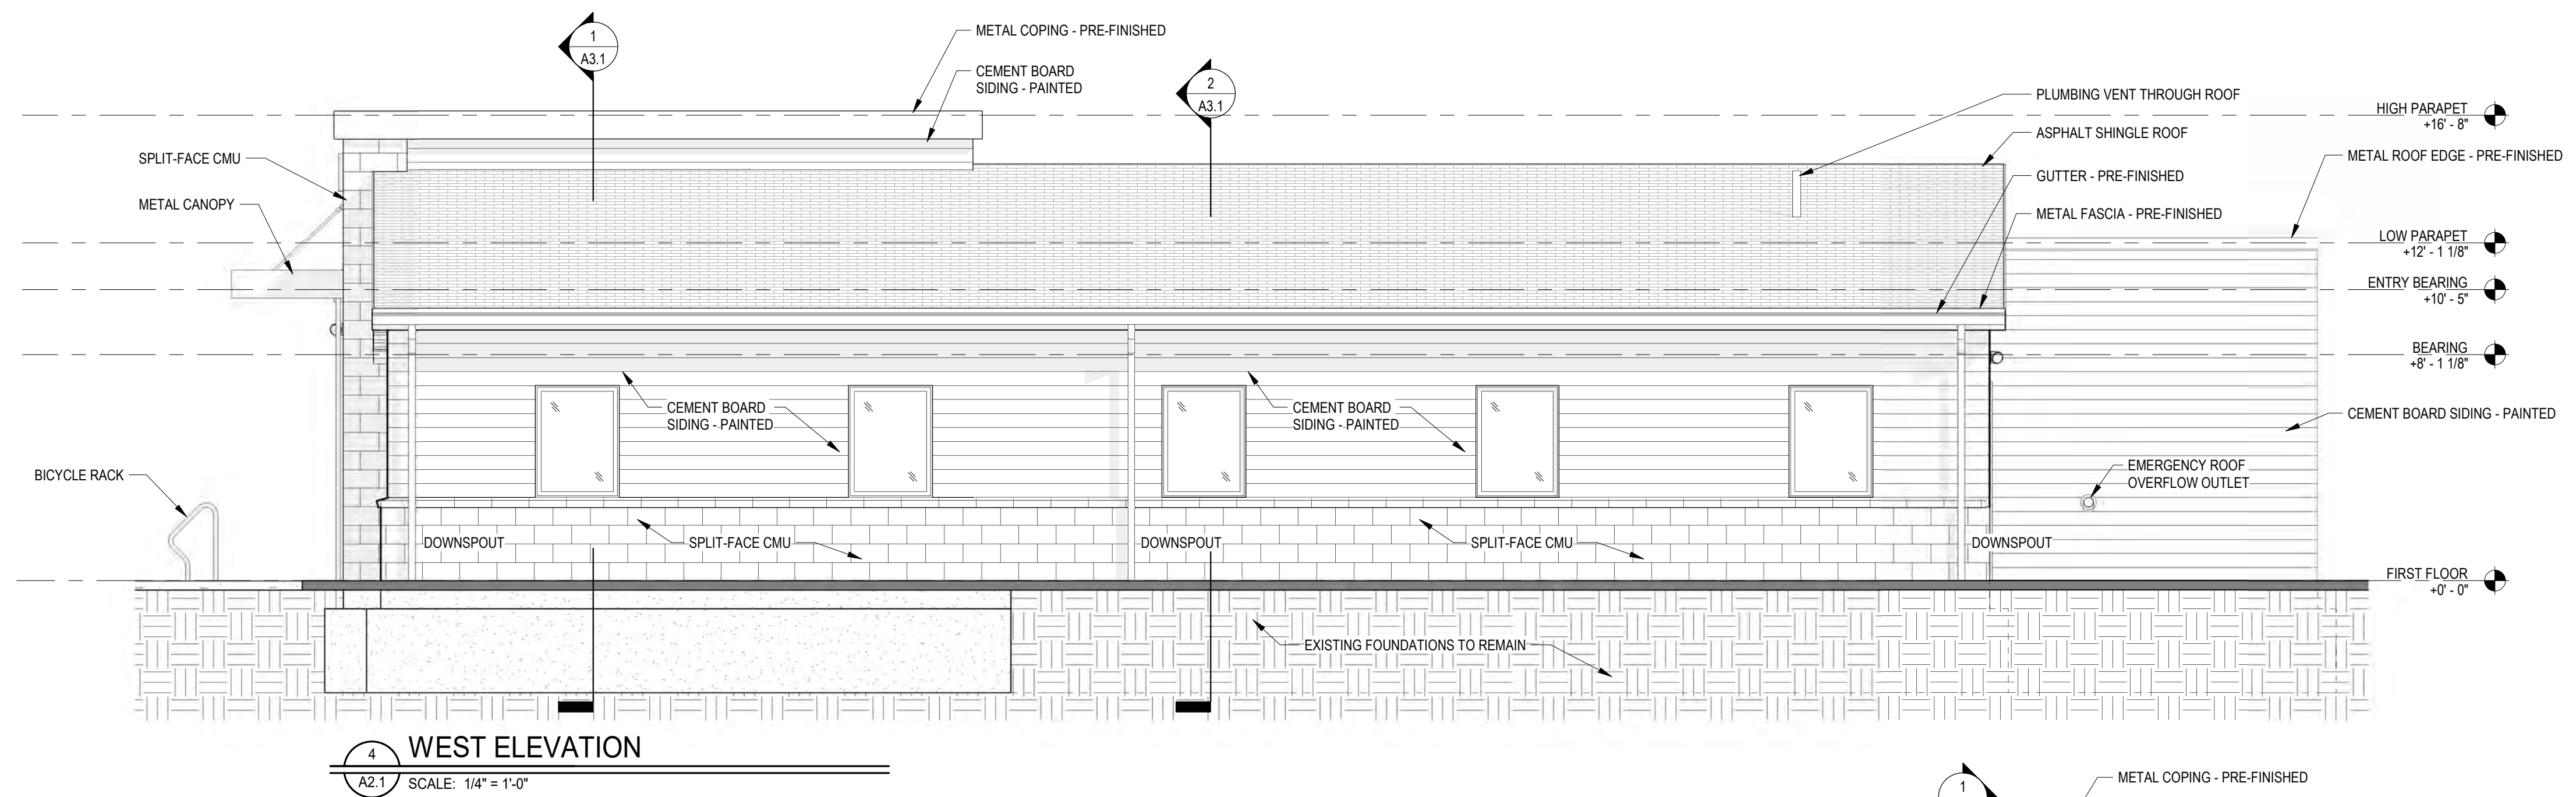 1
A3.1
METAL COPING - PRE-FINISHED
CEMENT BOARD
SIDING - PAINTED
2
A3.1
PLUMBING VENT THROUGH ROOF
HIGH PARAPET
+16' - 8"
ASPHALT SHINGLE ROOF
SPLIT-FACE CMU
METAL ROOF EDGE - PRE-FINISHED
GUTTER - PRE-FINISHED
METAL CANOPY
METAL FASCIA - PRE-FINISHED
LOW PARAPET
+12' - 1 1/8"
ENTRY BEARING
+10' - 5"
BEARING
+8' - 1 1/8"
CEMENT BOARD
SIDING - PAINTED
CEMENT BOARD
SIDING - PAINTED
CEMENT BOARD SIDING - PAINTED
BICYCLE RACK
EMERGENCY ROOF
OVERFLOW OUTLET
DOWNSPOUT
SPLIT-FACE CMU
DOWNSPOUT
SPLIT-FACE CMU
DOWNSPOUT
FIRST FLOOR
+0' - 0"
EXISTING FOUNDATIONS TO REMAIN
4
A2.1
WEST ELEVATION
SCALE: 1/4" = 1'-0"
1
METAL COPING - PRE-FINISHED